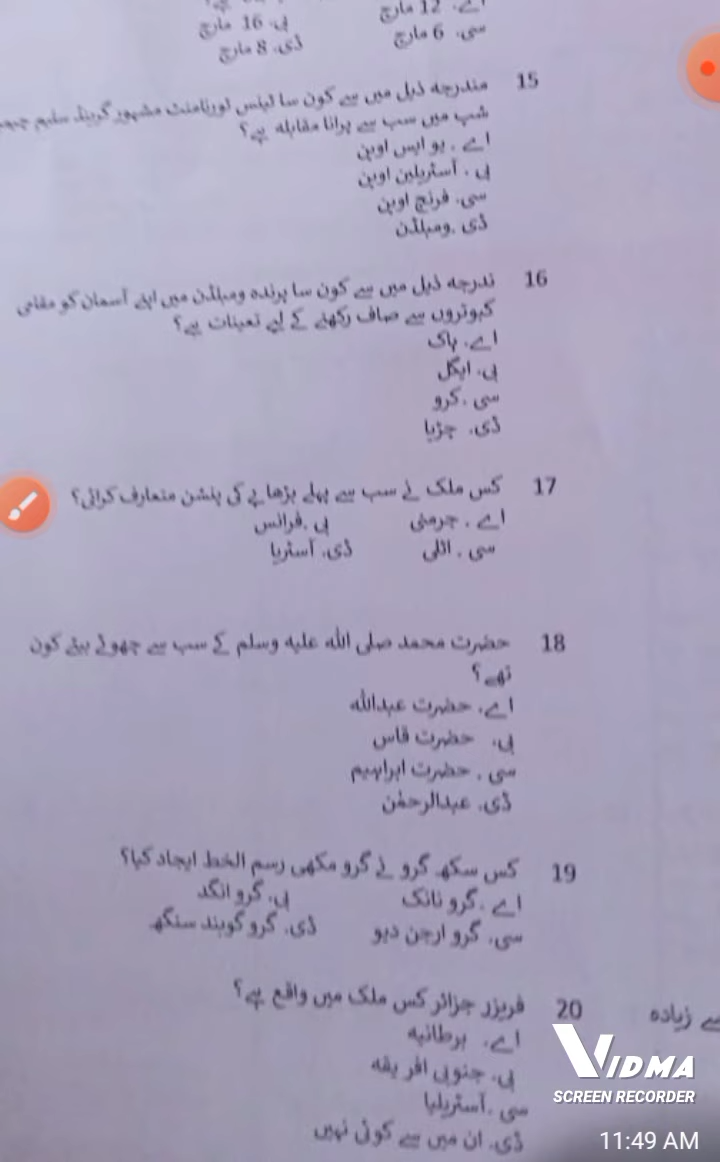 اے. 12 مارچ    بی. 16 مارچ
سی. 6 مارچ    ڈی. 8 مارچ
15 مندرجہ ذیل میں سے کون سا ٹینس ٹورنامنٹ مشہور گرینڈ سلیم
شپ میں سب سے پرانا مقابلہ ہے؟
اے . یو ایس اوپن
بی . آسٹریلین اوپن
سی. فرنچ اوپن
ڈی .ومبلڈن
16 ندرجہ ذیل میں سے کون سا پرندہ ومبلڈن میں اپنے آسمان کو مقامی
کبوتروں سے صاف رکھنے کے لیے تعینات ہے؟
اے. ہاک
بی. ایگل
سی .کرو
ڈی. چڑیا
17 کس ملک نے سب سے پہلے بڑھاپے کی پنشن متعارف کرائی؟
اے . جرمنی    بی .فرانس
سی . اٹلی    ڈی. آسٹریا
18 حضرت محمد صلی اللہ علیہ وسلم کے سب سے چھوٹے بیٹے کون
تھے؟
اے. حضرت عبداللہ
بی. حضرت قاس
سی . حضرت ابراہیم
ڈی. عبدالرحمٰن
19 کس سکھ گرو نے گرو مکھی رسم الخط ایجاد کیا؟
اے .گرو نانک    بی. گرو انگد
سی. گرو ارجن دیو    ڈی. گرو گوبند سنگھ
20 فریزر جزائر کس ملک میں واقع ہے؟
اے. برطانیہ
بی. جنوبی افریقہ
سی .آسٹریلیا
ڈی. ان میں سے کوئی نہیں
سے زیادہ
VIDMA
SCREEN RECORDER
11:49 AM